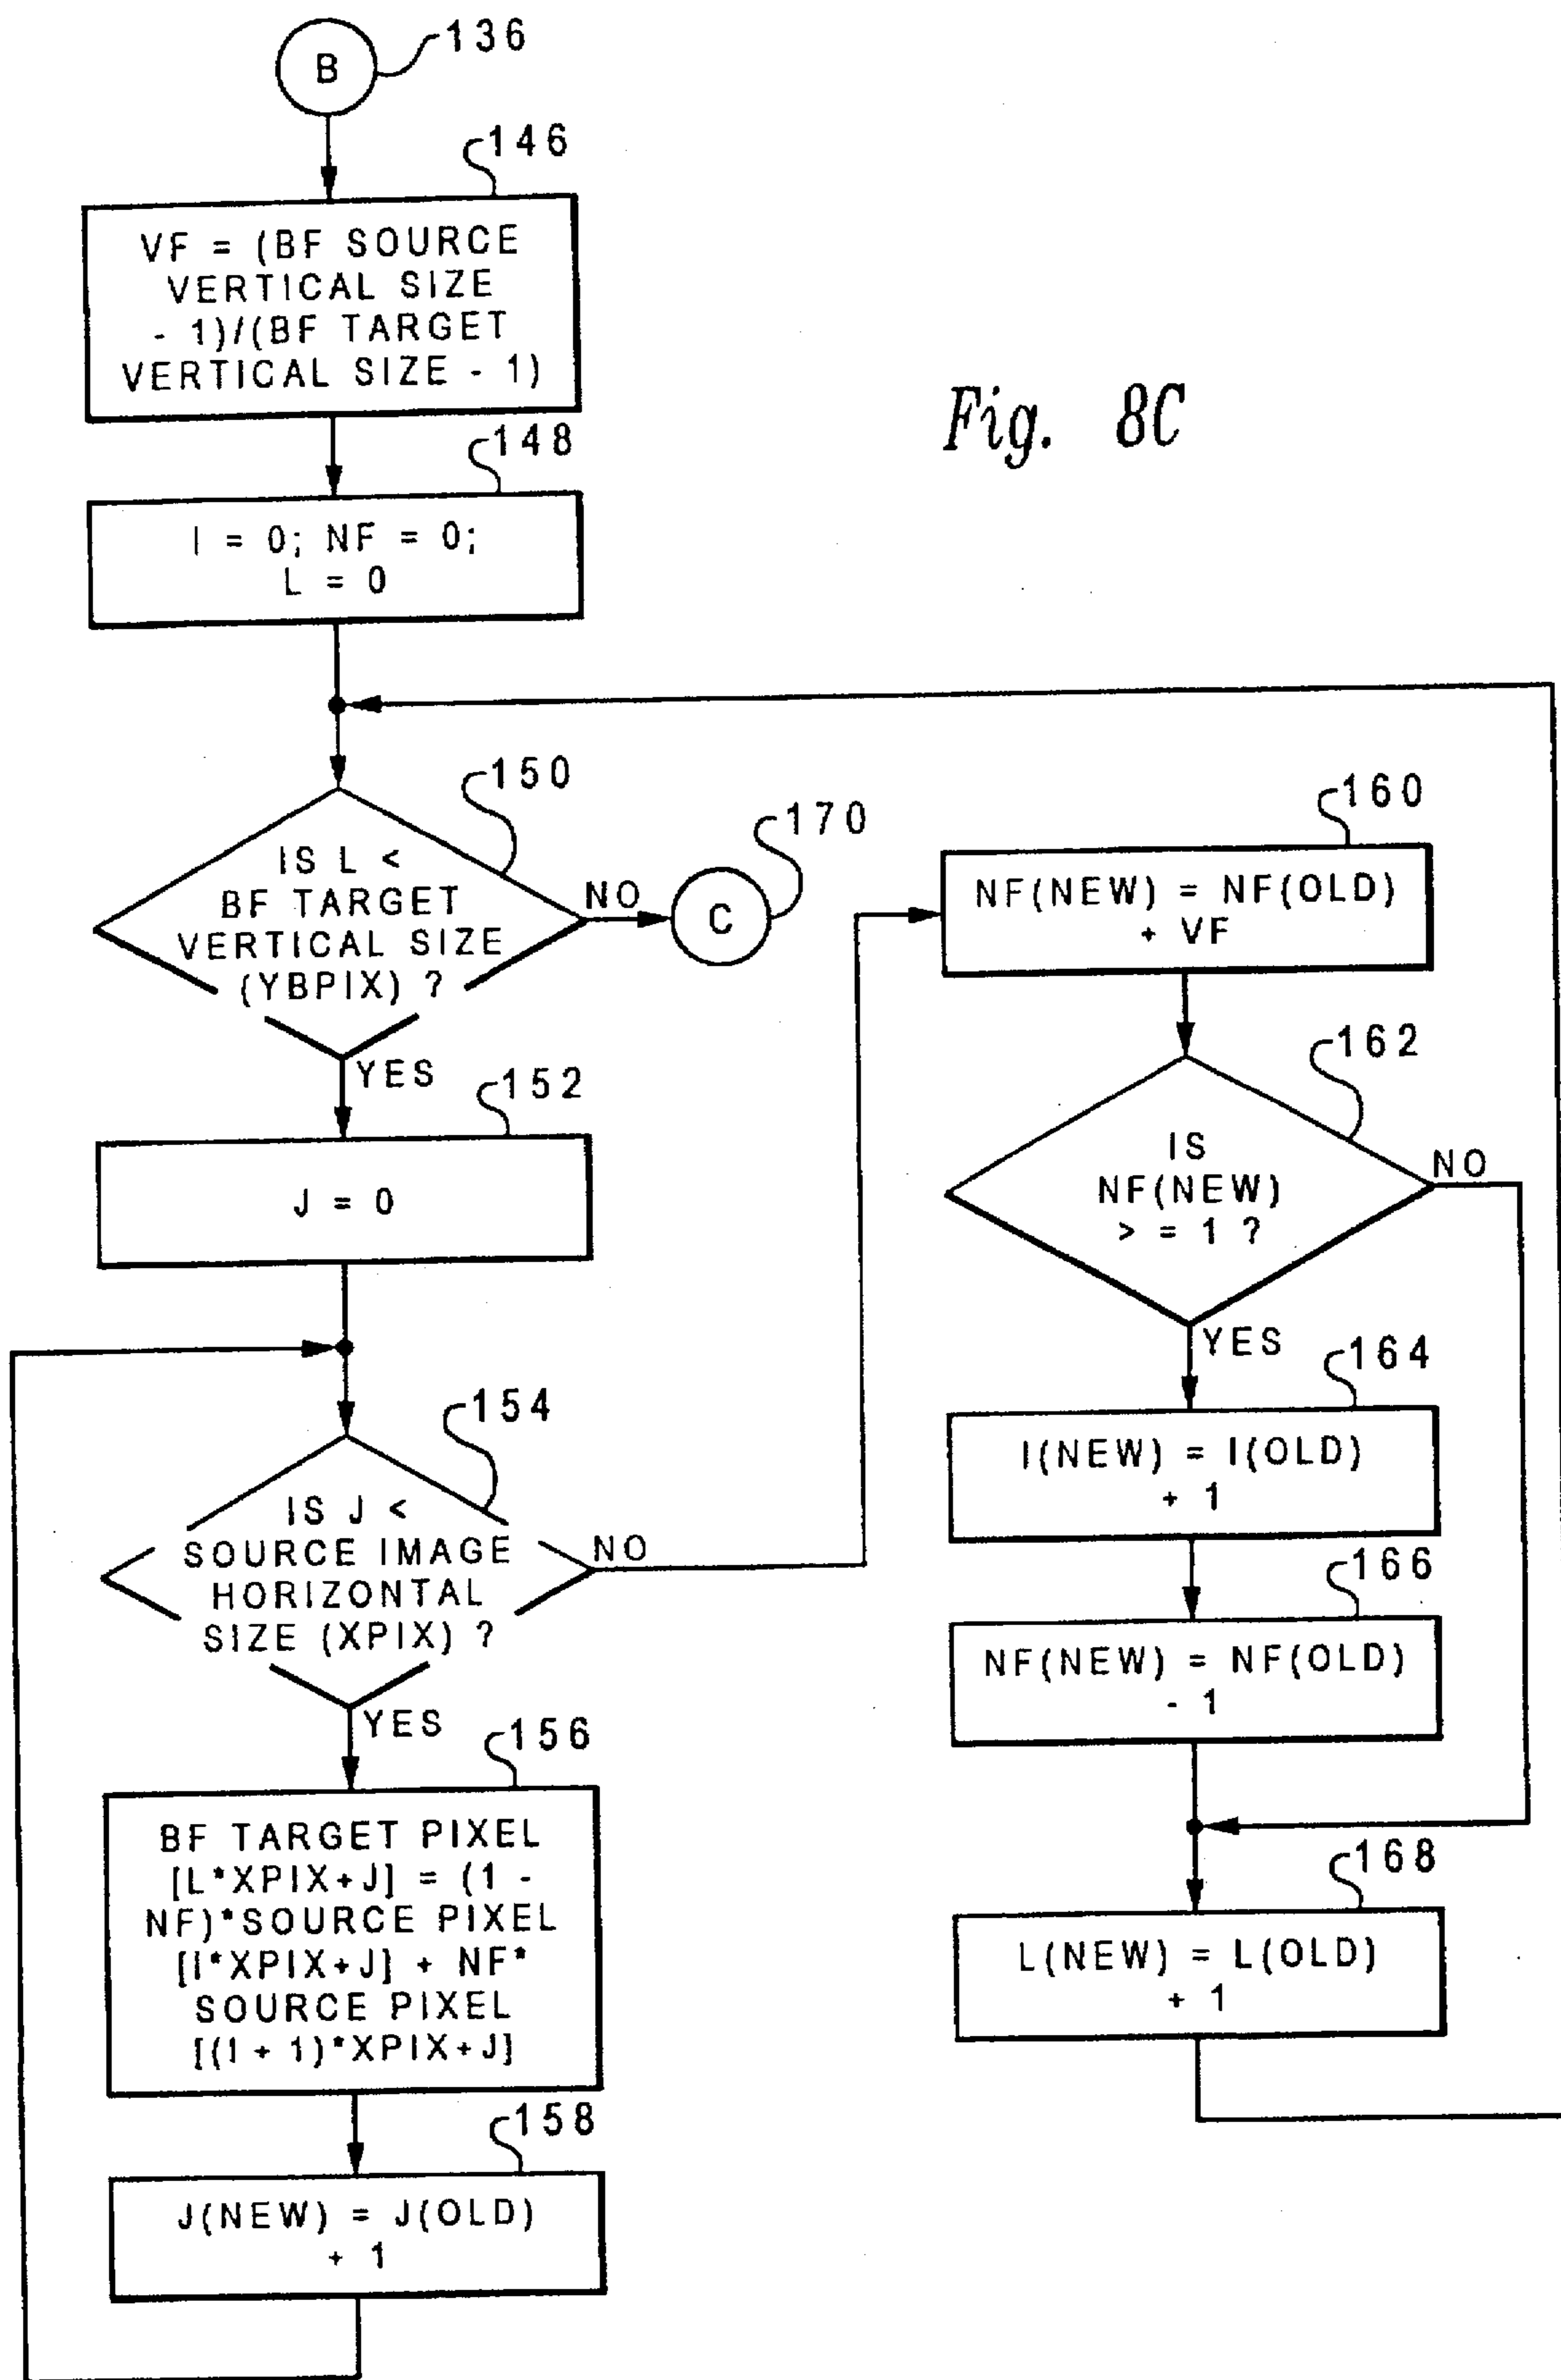 B
136
146
VF = (BF SOURCE
VERTICAL SIZE
- 1)/(BF TARGET
VERTICAL SIZE - 1)
Fig. 8C
148
I = 0; NF = 0;
L = 0
150
IS L <
BF TARGET
VERTICAL SIZE
(YBPIX) ?
NO
C
170
YES
152
J = 0
154
IS J <
SOURCE IMAGE
HORIZONTAL
SIZE (XPIX) ?
NO
YES
156
BF TARGET PIXEL
[L*XPIX+J] = (1 -
NF)*SOURCE PIXEL
[I*XPIX+J] + NF*
SOURCE PIXEL
[(I + 1)*XPIX+J]
158
J(NEW) = J(OLD)
+ 1
160
NF(NEW) = NF(OLD)
+ VF
162
IS
NF(NEW)
> = 1 ?
NO
YES
164
I(NEW) = I(OLD)
+ 1
166
NF(NEW) = NF(OLD)
- 1
168
L(NEW) = L(OLD)
+ 1